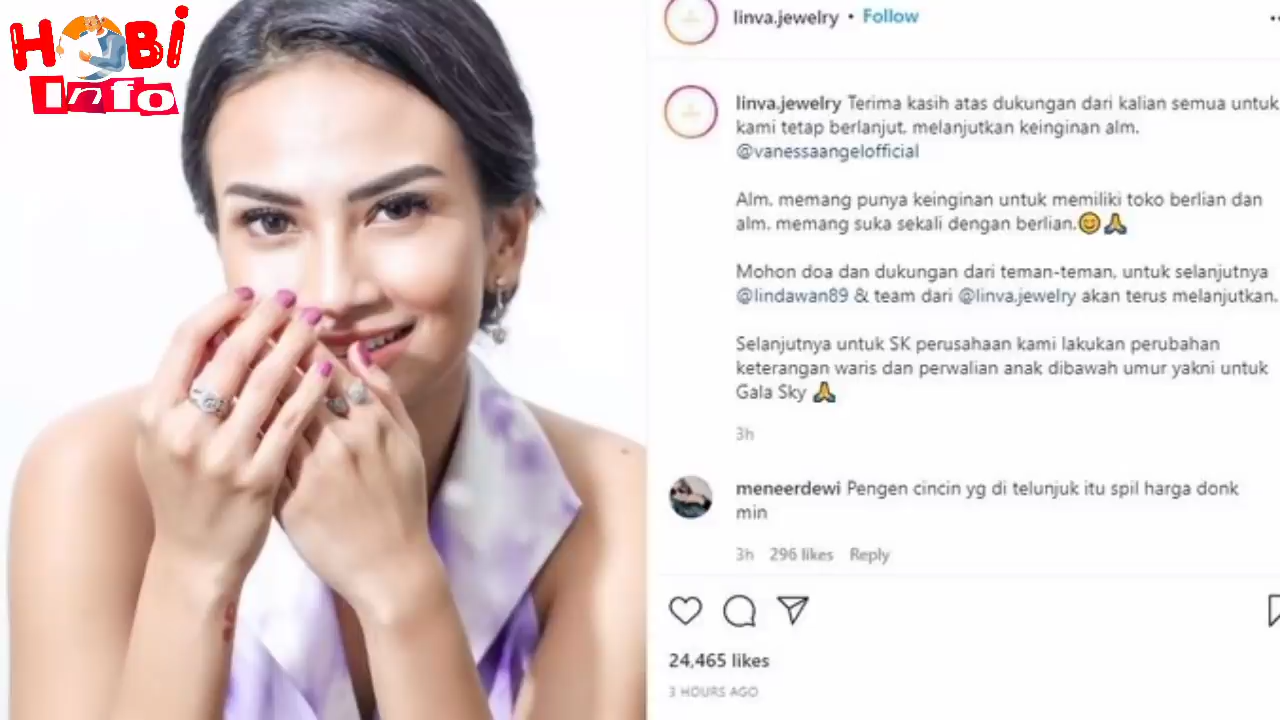 HOBi
Info
linva.jewelry • Follow
linva.jewelry Terima kasih atas dukungan dari kalian semua untuk
kami tetap berlanjut. melanjutkan keinginan alm.
@vanessaangelofficial
Alm. memang punya keinginan untuk memiliki toko berlian dan
alm. memang suka sekali dengan berlian.😊🙏
Mohon doa dan dukungan dari teman-teman, untuk selanjutnya
@lindawan89 & team dari @linva.jewelry akan terus melanjutkan.
Selanjutnya untuk SK perusahaan kami lakukan perubahan
keterangan waris dan perwalian anak dibawah umur yakni untuk
Gala Sky 🙏
3h
meneerdewi Pengen cincin yg di telunjuk itu spil harga donk
min
3h 296 likes Reply
24,465 likes
3 HOURS AGO